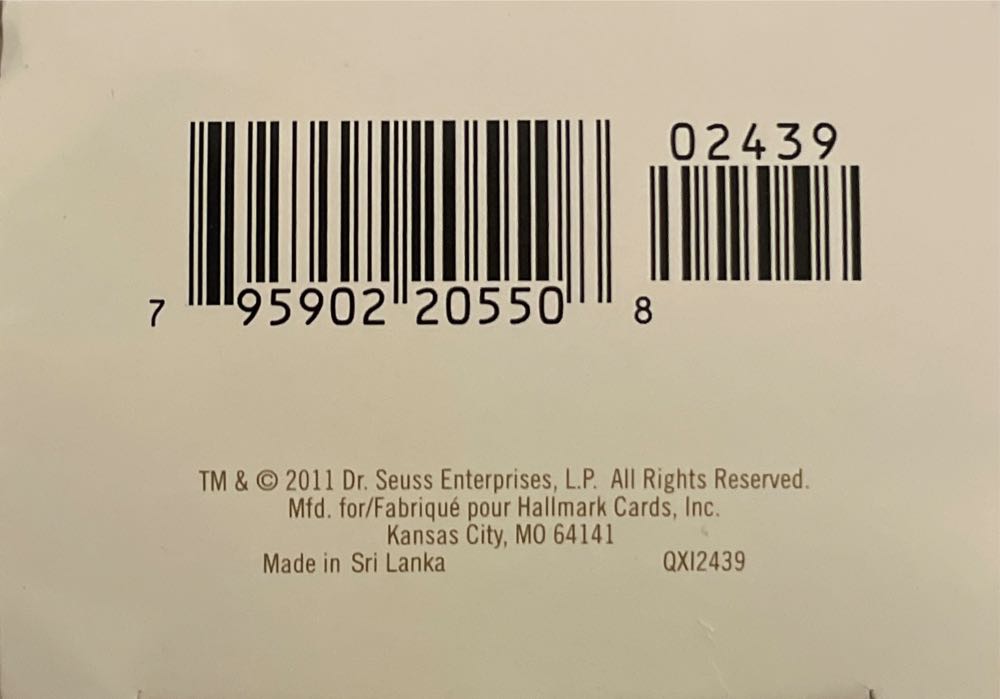 02439
7 95902 20550 8
TM & © 2011 Dr. Seuss Enterprises, L.P. All Rights Reserved.
Mfd. for/Fabriqué pour Hallmark Cards, Inc.
Kansas City, MO 64141
Made in Sri Lanka QXI2439